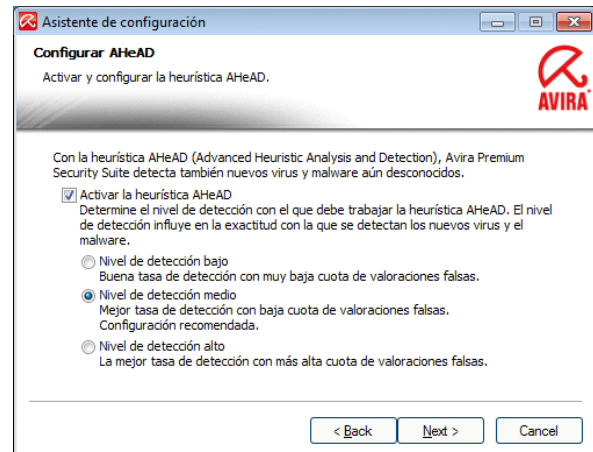 Asistente de configuración
Configurar AHeAD
Activar y configurar la heurística AHeAD.
AVIRA
Con la heurística AHeAD (Advanced Heuristic Analysis and Detection), Avira Premium
Security Suite detecta también nuevos virus y malware aún desconocidos.
Activar la heurística AHeAD
Determine el nivel de detección con el que debe trabajar la heurística AHeAD. El nivel
de detección influye en la exactitud con la que se detectan los nuevos virus y el
malware.
Nivel de detección bajo
Buena tasa de detección con muy baja cuota de valoraciones falsas.
Nivel de detección medio
Mejor tasa de detección con baja cuota de valoraciones falsas.
Configuración recomendada.
Nivel de detección alto
La mejor tasa de detección con más alta cuota de valoraciones falsas.
< Back Next > Cancel